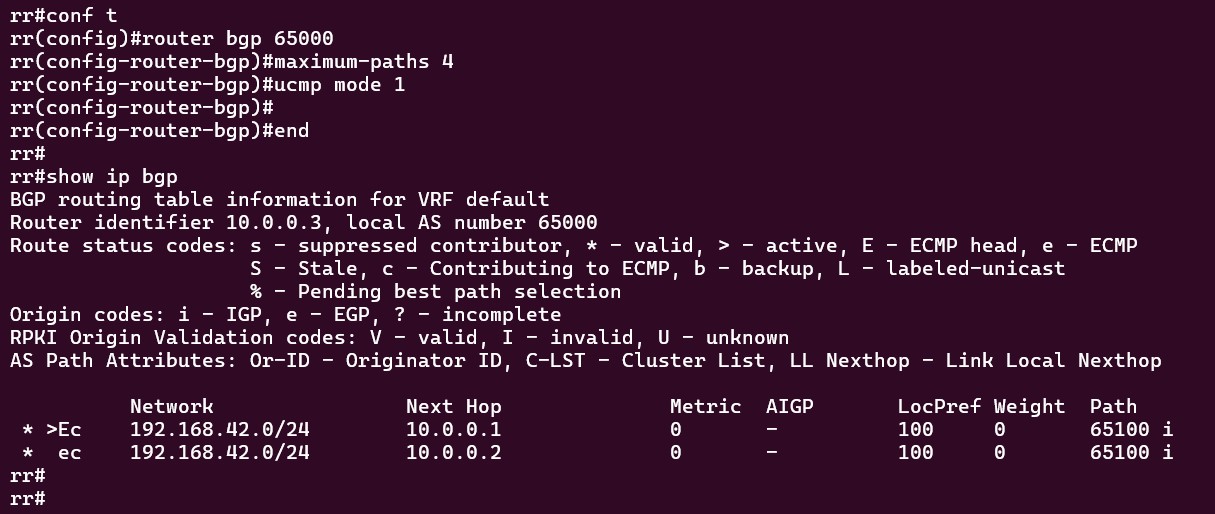 rr#conf t
rr(config)#router bgp 65000
rr(config-router-bgp)#maximum-paths 4
rr(config-router-bgp)#ucmp mode 1
rr(config-router-bgp)#
rr(config-router-bgp)#end
rr#
rr#show ip bgp
BGP routing table information for VRF default
Router identifier 10.0.0.3, local AS number 65000
Route status codes: s - suppressed contributor, * - valid, > - active, E - ECMP head, e - ECMP
                    S - Stale, c - Contributing to ECMP, b - backup, L - labeled-unicast
                    % - Pending best path selection
Origin codes: i - IGP, e - EGP, ? - incomplete
RPKI Origin Validation codes: V - valid, I - invalid, U - unknown
AS Path Attributes: Or-ID - Originator ID, C-LST - Cluster List, LL Nexthop - Link Local Nexthop

          Network                Next Hop              Metric  AIGP       LocPref Weight  Path
 * >Ec    192.168.42.0/24        10.0.0.1              0       -          100     0       65100 i
 *  ec    192.168.42.0/24        10.0.0.2              0       -          100     0       65100 i
rr#
rr#